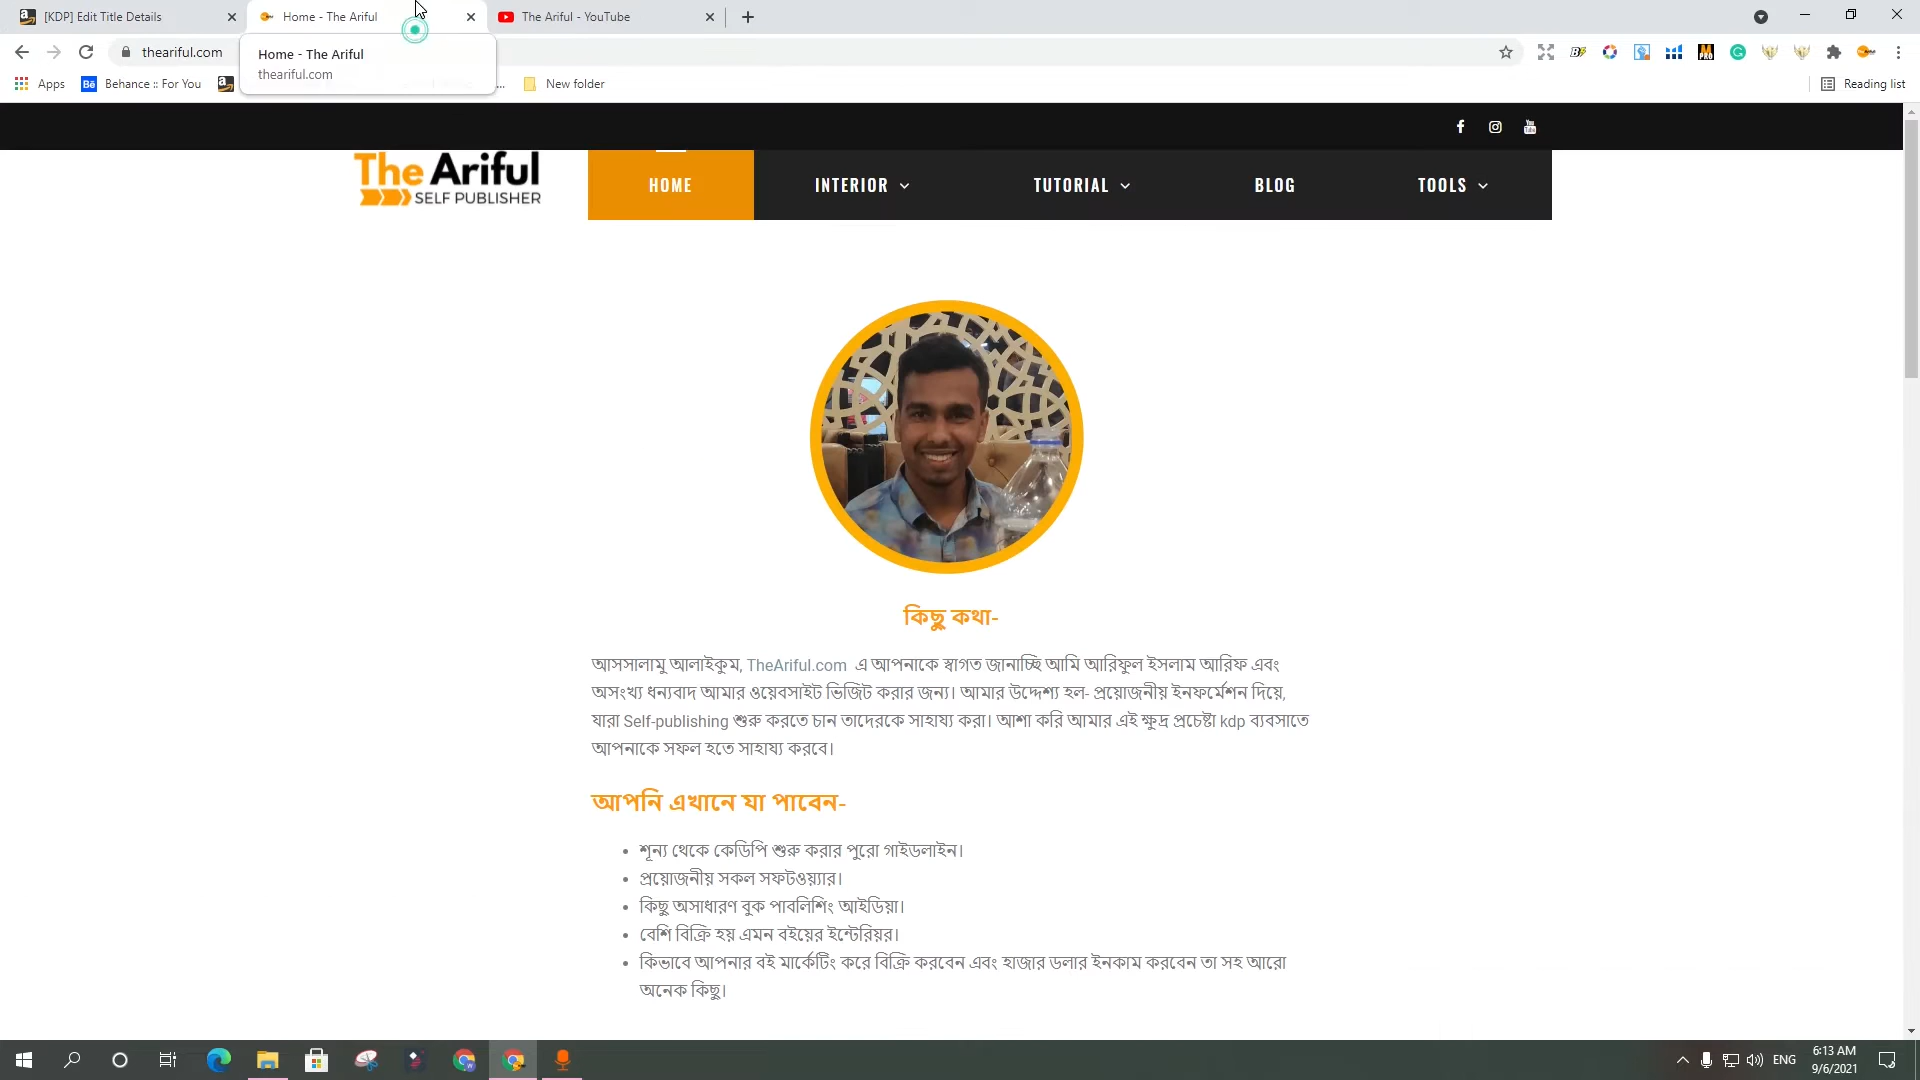 [KDP] Edit Title Details
Home - The Ariful
The Ariful - YouTube
theariful.com
Home - The Ariful
theariful.com
Apps
Behance :: For You
...
New folder
Reading list
The Ariful
SELF PUBLISHER
HOME
INTERIOR
TUTORIAL
BLOG
TOOLS
কিছু কথা-
আসসালামু আলাইকুম, TheAriful.com এ আপনাকে স্বাগত জানাচ্ছি আমি আরিফুল ইসলাম আরিফ এবং
অসংখ্য ধন্যবাদ আমার ওয়েবসাইট ভিজিট করার জন্য। আমার উদ্দেশ্য হল- প্রয়োজনীয় ইনফর্মেশন দিয়ে,
যারা Self-publishing শুরু করতে চান তাদেরকে সাহায্য করা। আশা করি আমার এই ক্ষুদ্র প্রচেষ্টা kdp ব্যবসাতে
আপনাকে সফল হতে সাহায্য করবে।
আপনি এখানে যা পাবেন-
শূন্য থেকে কেডিপি শুরু করার পুরো গাইডলাইন।
প্রয়োজনীয় সকল সফটওয়্যার।
কিছু অসাধারণ বুক পাবলিশিং আইডিয়া।
বেশি বিক্রি হয় এমন বইয়ের ইন্টেরিয়র।
কিভাবে আপনার বই মার্কেটিং করে বিক্রি করবেন এবং হাজার ডলার ইনকাম করবেন তা সহ আরো
অনেক কিছু।
ENG
6:13 AM
9/6/2021